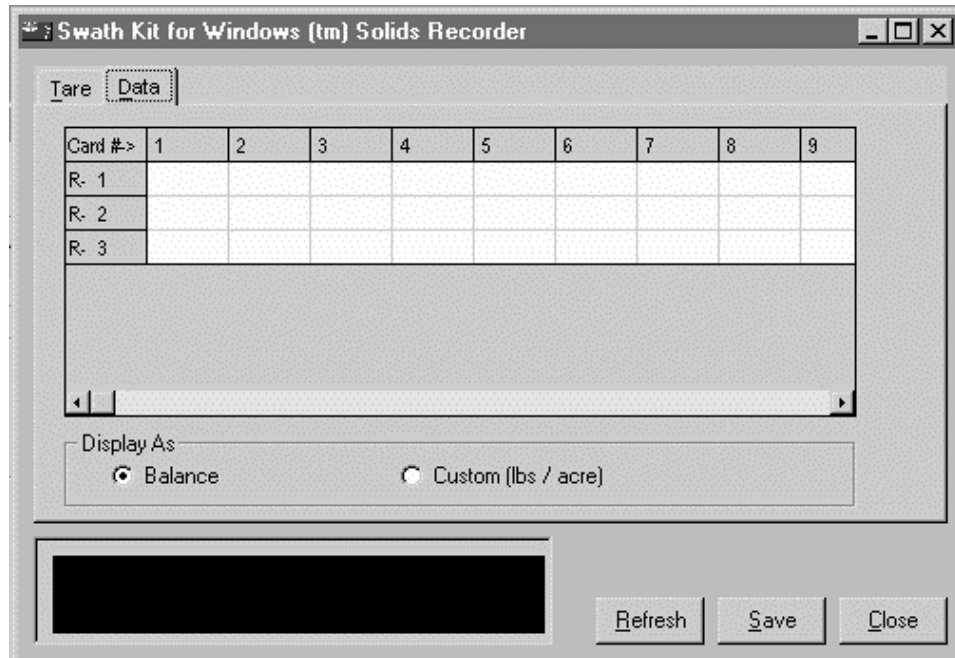 Swath Kit for Windows (tm) Solids Recorder
Tare Data
Card #-> 1 2 3 4 5 6 7 8 9
R- 1
R- 2
R- 3
Display As
Balance Custom (lbs / acre)
Refresh Save Close